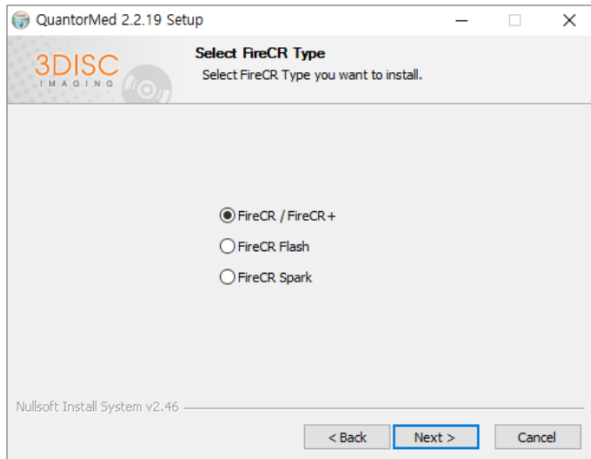 QuantorMed 2.2.19 Setup
3DISC
IMAGING
Select FireCR Type
Select FireCR Type you want to install.
FireCR / FireCR+
FireCR Flash
FireCR Spark
Nullsoft Install System v2.46
< Back
Next >
Cancel